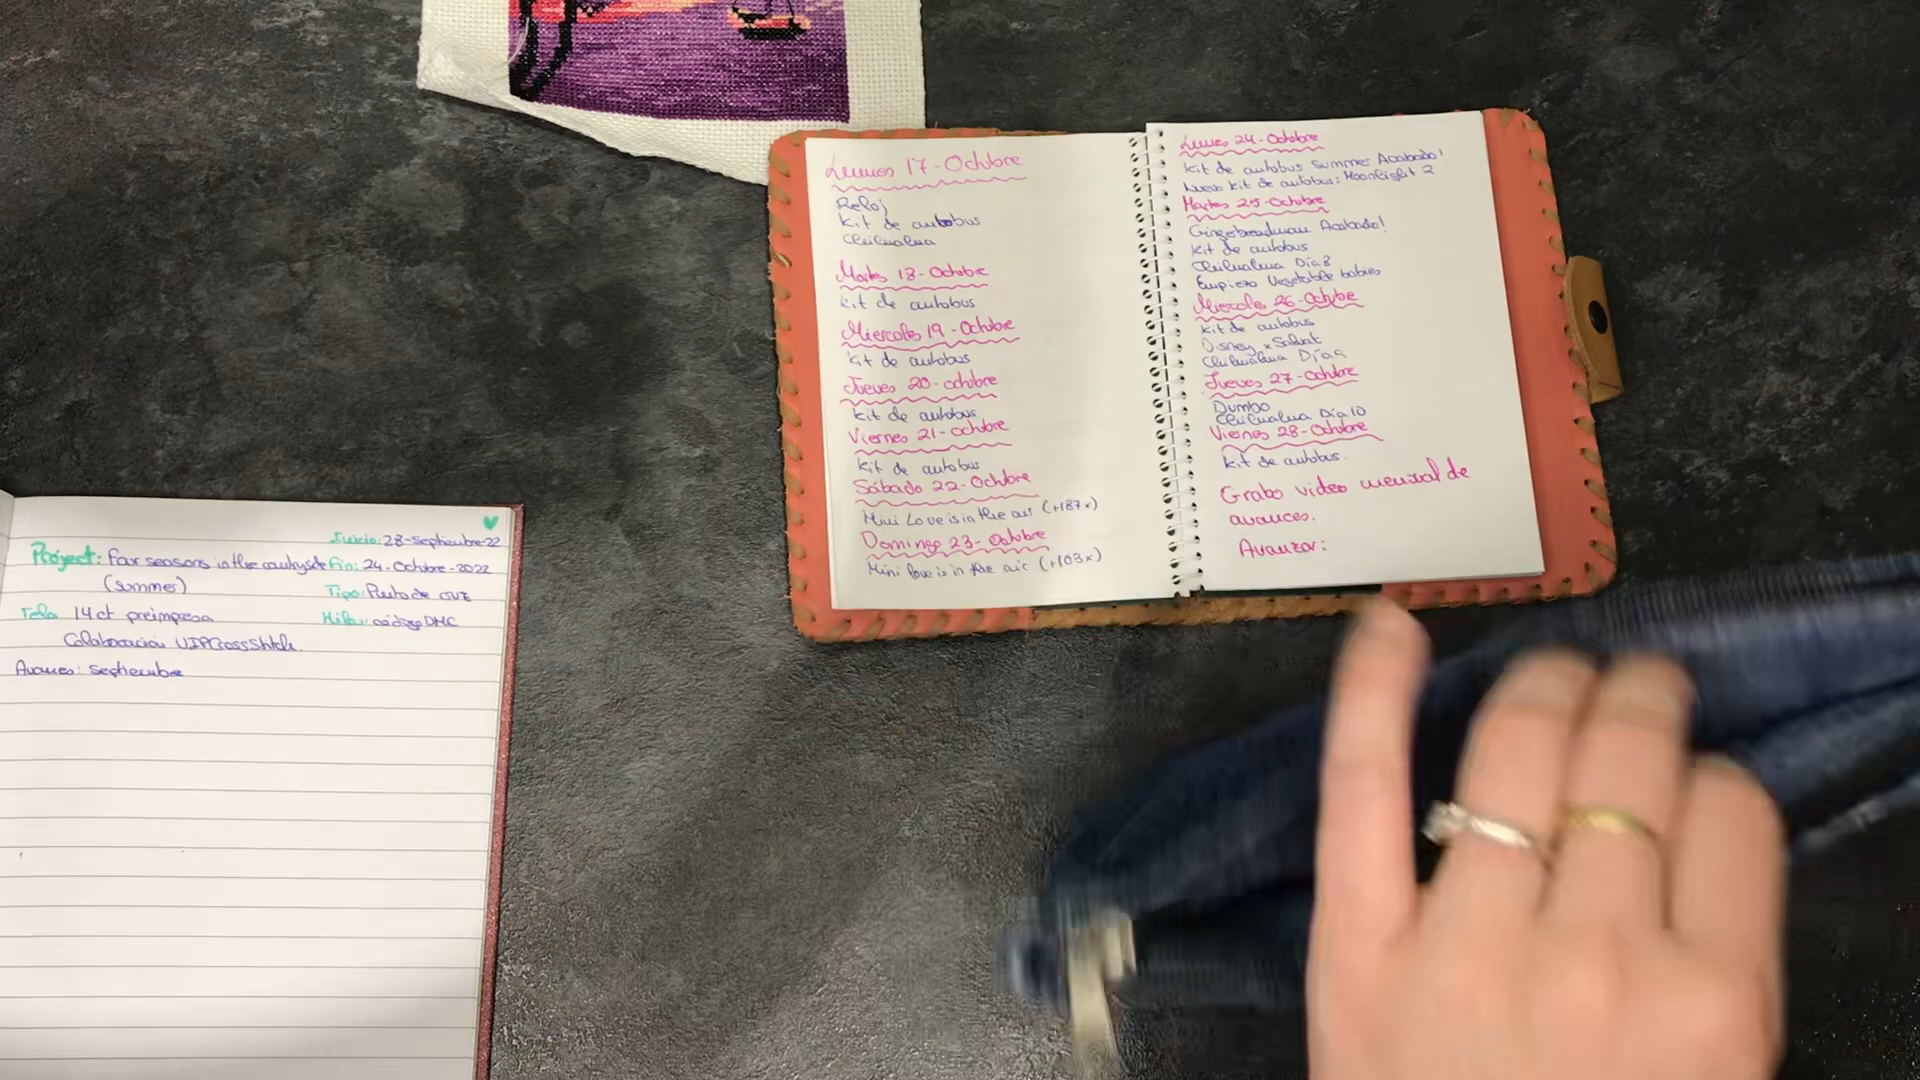 Inicio: 28-Septiembre-22
Project: Four seasons in the countryside Fin: 24-Octubre-2022
(Summer)
Tipo: Punto de cruz
Tela 14ct preimpresa
Hilos: código DMC
Colaboración VIPCrossStitch.
Avances: Septiembre
Lunes 17-Octubre
Reloj
Kit de autobus
Chihuahua
Martes 18-Octubre
Kit de autobus
Miercoles 19-Octubre
Kit de autobus
Jueves 20-Octubre
Kit de autobus
Viernes 21-Octubre
Kit de autobus
Sábado 22-Octubre
Mini Love is in the air (+187x)
Domingo 23-Octubre
Mini love is in the air (+103x)
Lunes 24-Octubre
Kit de autobus Summer Acabado!
Nuevo kit de autobus: Moonlight 2
Martes 25-Octubre
Gingerbreadman Acabado!
Kit de autobus
Chihuahua Día 8
Empiezo Vegetable babies
Miercoles 26-Octubre
Kit de autobus
Disney x Salvat
Chihuahua Día 9
Jueves 27-Octubre
Dumbo
Chihuahua Día 10
Viernes 28-Octubre
Kit de autobus.
Grabo video mensual de
avances.
Avanzar: